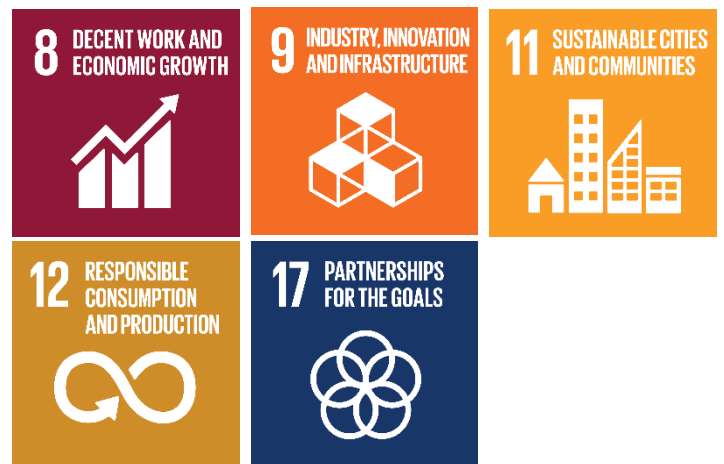 8 DECENT WORK AND
ECONOMIC GROWTH
9 INDUSTRY, INNOVATION
AND INFRASTRUCTURE
11 SUSTAINABLE CITIES
AND COMMUNITIES
12 RESPONSIBLE
CONSUMPTION
AND PRODUCTION
17 PARTNERSHIPS
FOR THE GOALS